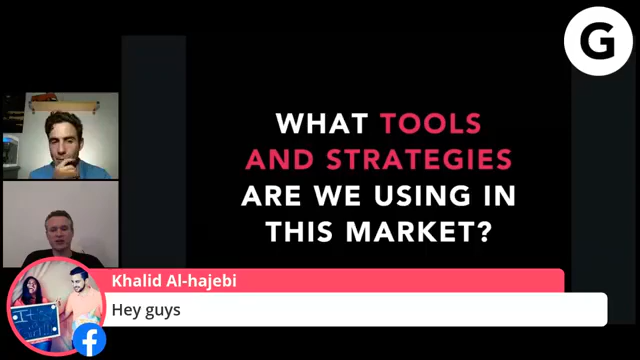 G
WHAT TOOLS
AND STRATEGIES
ARE WE USING IN
THIS MARKET?
Khalid Al-hajebi
Hey guys